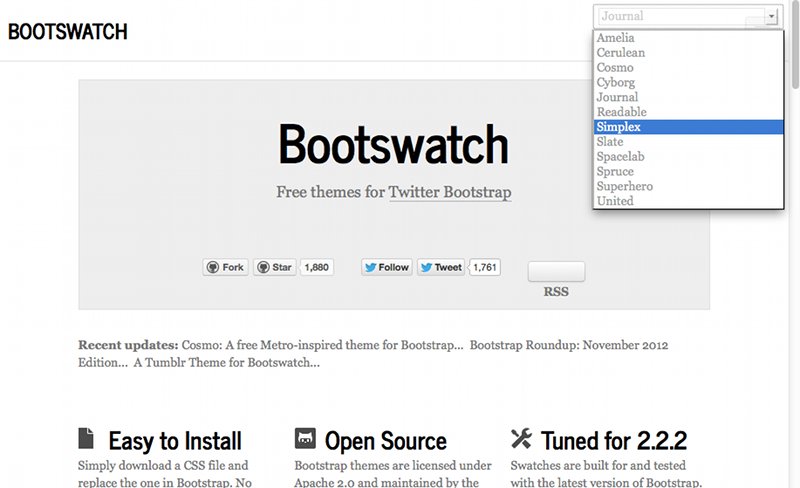 BOOTSWATCH
Journal
Amelia
Cerulean
Cosmo
Cyborg
Journal
Readable
Simplex
Slate
Spacelab
Spruce
Superhero
United
Bootswatch
Free themes for Twitter Bootstrap
Fork Star 1,880 Follow Tweet 1,761
RSS
Recent updates: Cosmo: A free Metro-inspired theme for Bootstrap... Bootstrap Roundup: November 2012
Edition... A Tumblr Theme for Bootswatch...
Easy to Install
Simply download a CSS file and
replace the one in Bootstrap. No
Open Source
Bootstrap themes are licensed under
Apache 2.0 and maintained by the
Tuned for 2.2.2
Swatches are built for and tested
with the latest version of Bootstrap.